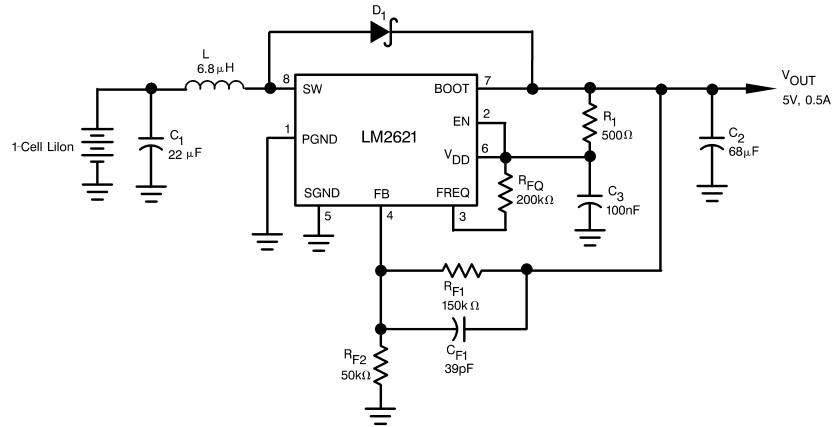 D1
L
6.8μH
8
SW
BOOT
7
VOUT
5V, 0.5A
EN
2
R1
500Ω
1-Cell LiIon
C1
22 μF
1
PGND
LM2621
VDD
6
C2
68μF
RFQ
200kΩ
C3
100nF
SGND
FB
FREQ
5
4
3
RF1
150k Ω
CF1
39pF
RF2
50kΩ